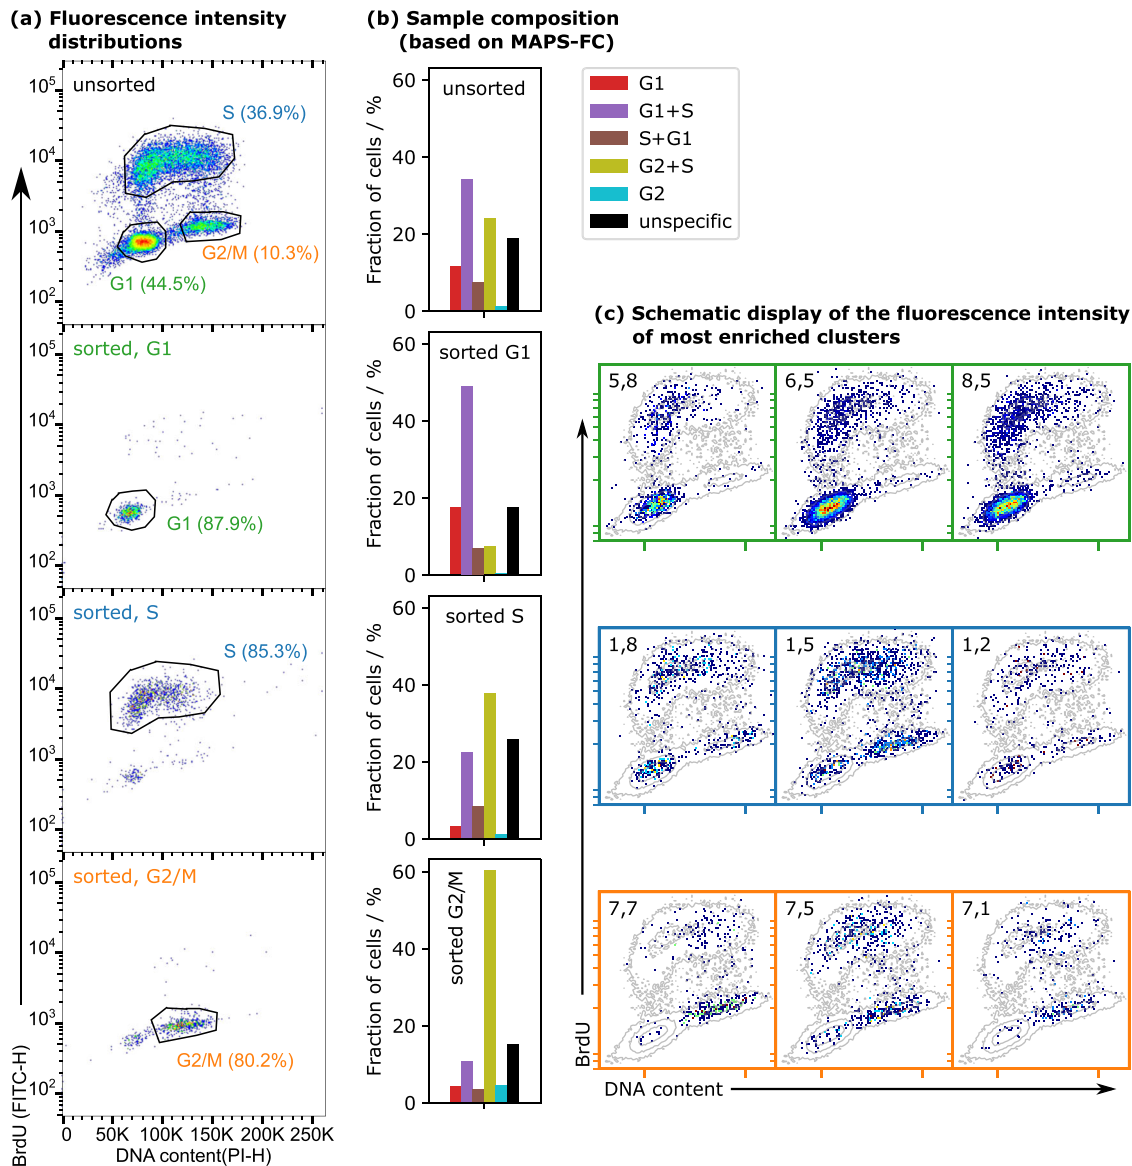 (a) Fluorescence intensity
distributions
(b) Sample composition
(based on MAPS-FC)
10⁵
10⁴
10³
10²
unsorted
S (36.9%)
G2/M (10.3%)
G1 (44.5%)
10⁵
10⁴
10³
10²
sorted, G1
G1 (87.9%)
10⁵
10⁴
10³
10²
sorted, S
S (85.3%)
10⁵
10⁴
10³
10²
sorted, G2/M
G2/M (80.2%)
0 50K 100K 150K 200K 250K
DNA content(PI-H)
BrdU (FITC-H)
Fraction of cells / %
60
40
20
0
unsorted
Fraction of cells / %
60
40
20
0
sorted G1
Fraction of cells / %
60
40
20
0
sorted S
Fraction of cells / %
60
40
20
0
sorted G2/M
G1
G1+S
S+G1
G2+S
G2
unspecific
(c) Schematic display of the fluorescence intensity
of most enriched clusters
5,8 6,5 8,5
1,8 1,5 1,2
7,7 7,5 7,1
BrdU
DNA content